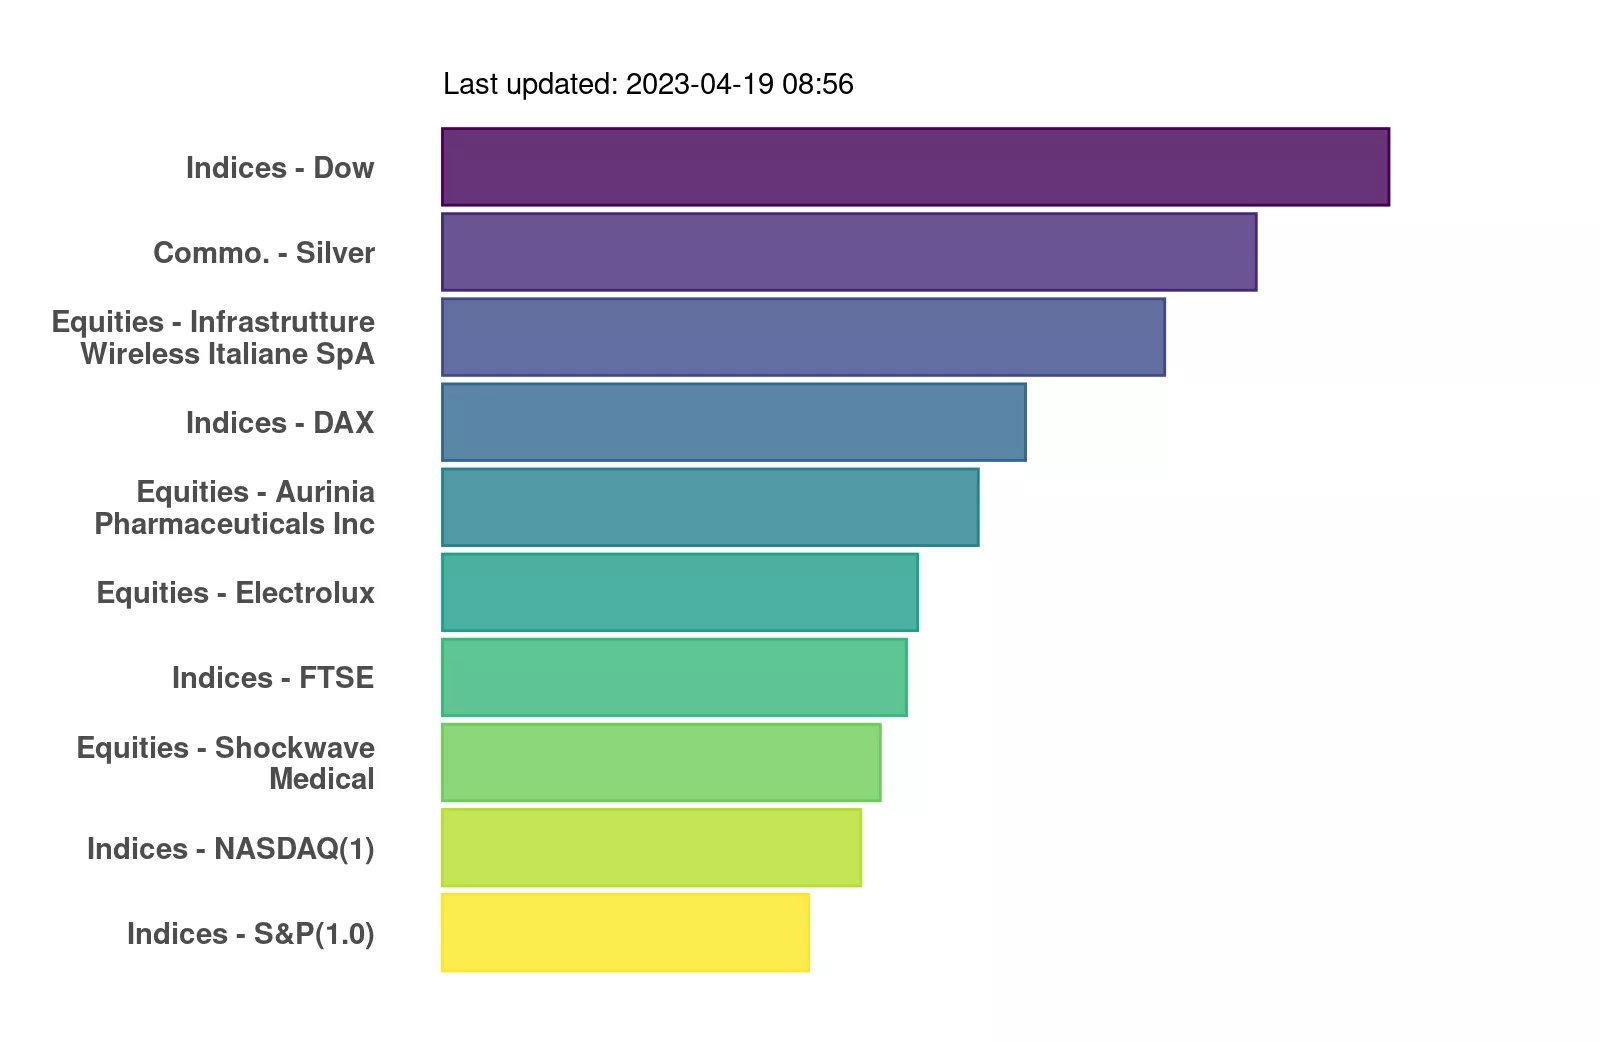 Last updated: 2023-04-19 08:56
Indices - Dow
Commo. - Silver
Equities - Infrastrutture
Wireless Italiane SpA
Indices - DAX
Equities - Aurinia
Pharmaceuticals Inc
Equities - Electrolux
Indices - FTSE
Equities - Shockwave
Medical
Indices - NASDAQ(1)
Indices - S&P(1.0)